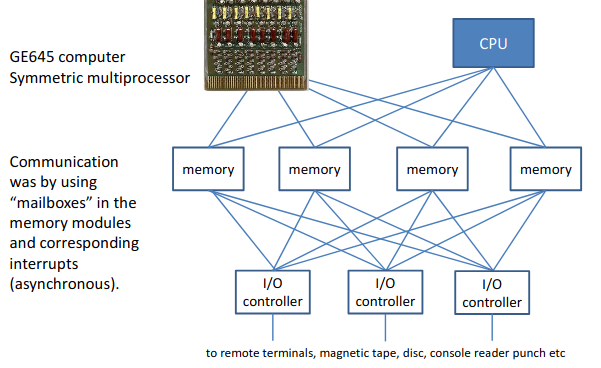 GE645 computer
Symmetric multiprocessor
CPU
Communication
was by using
“mailboxes” in the
memory modules
and corresponding
interrupts
(asynchronous).
memory
memory
memory
memory
I/O
controller
I/O
controller
I/O
controller
to remote terminals, magnetic tape, disc, console reader punch etc